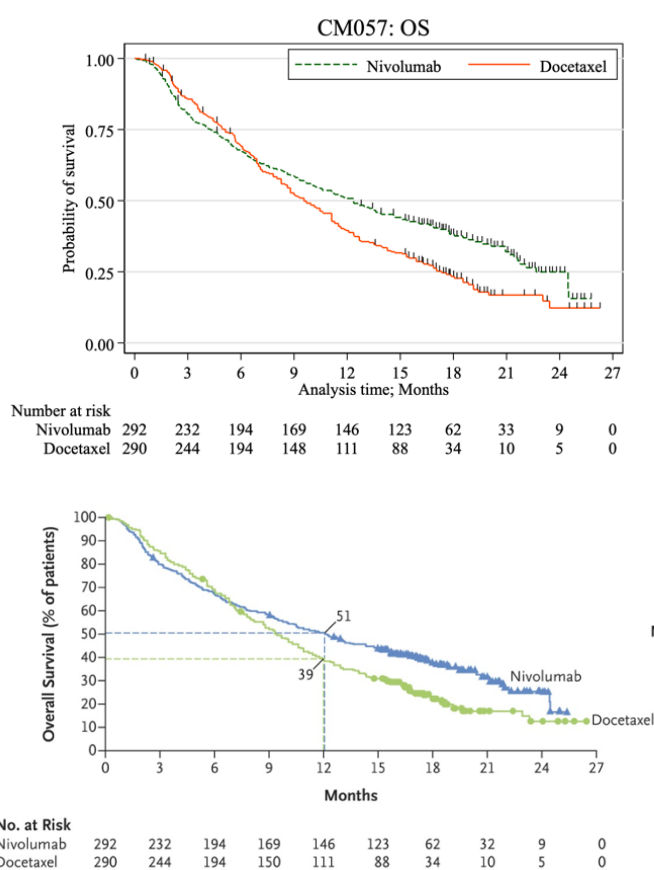 CM057: OS
Nivolumab Docetaxel
1.00
0.75
0.50
0.25
0.00
Probability of survival
0 3 6 9 12 15 18 21 24 27
Analysis time; Months
Number at risk
Nivolumab 292 232 194 169 146 123 62 33 9 0
Docetaxel 290 244 194 148 111 88 34 10 5 0
100
90
80
70
60
50
40
30
20
10
0
Overall Survival (% of patients)
51
39
Nivolumab
Docetaxel
0 3 6 9 12 15 18 21 24 27
Months
No. at Risk
Nivolumab 292 232 194 169 146 123 62 32 9 0
Docetaxel 290 244 194 150 111 88 34 10 5 0